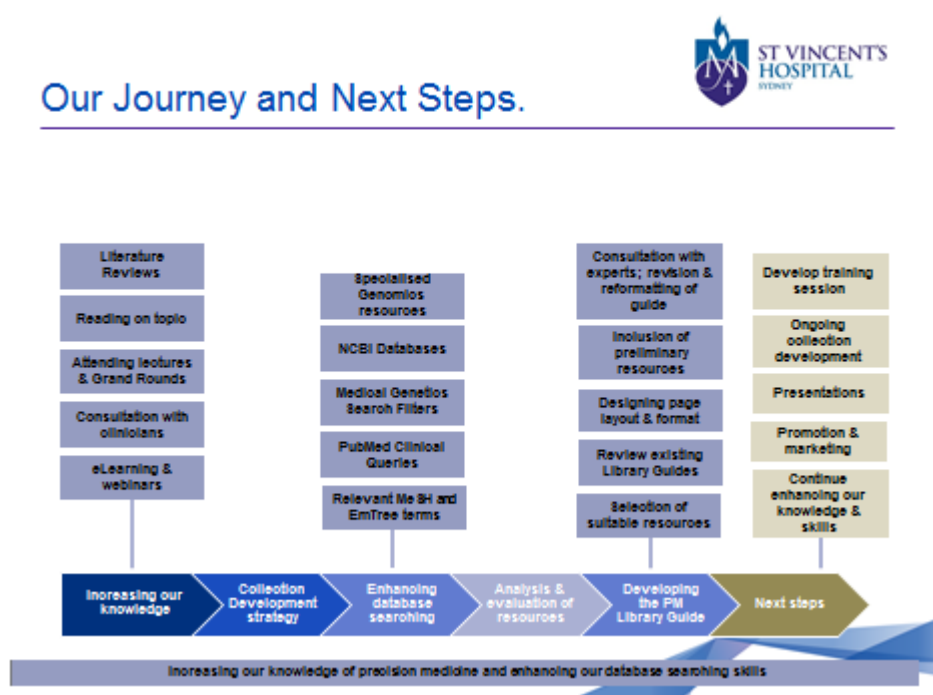 ST VINCENT'S
HOSPITAL
SYDNEY
Our Journey and Next Steps.
Literature
Reviews
Reading on topic
Attending lectures
& Grand Rounds
Consultation with
clinicians
eLearning &
webinars
Specialised
Genomics
resources
NCBI Databases
Medical Genetics
Search Filters
PubMed Clinical
Queries
Relevant MeSH and
EmTree terms
Consultation with
experts; revision &
reformatting of
guide
Inclusion of
preliminary
resources
Designing page
layout & format
Review existing
Library Guides
Selection of
suitable resources
Develop training
session
Ongoing
collection
development
Presentations
Promotion &
marketing
Continue
enhancing our
knowledge &
skills
Increasing our
knowledge
Collection
Development
strategy
Enhancing
database
searching
Analysis &
evaluation of
resources
Developing
the PM
Library Guide
Next steps
Increasing our knowledge of precision medicine and enhancing our database searching skills